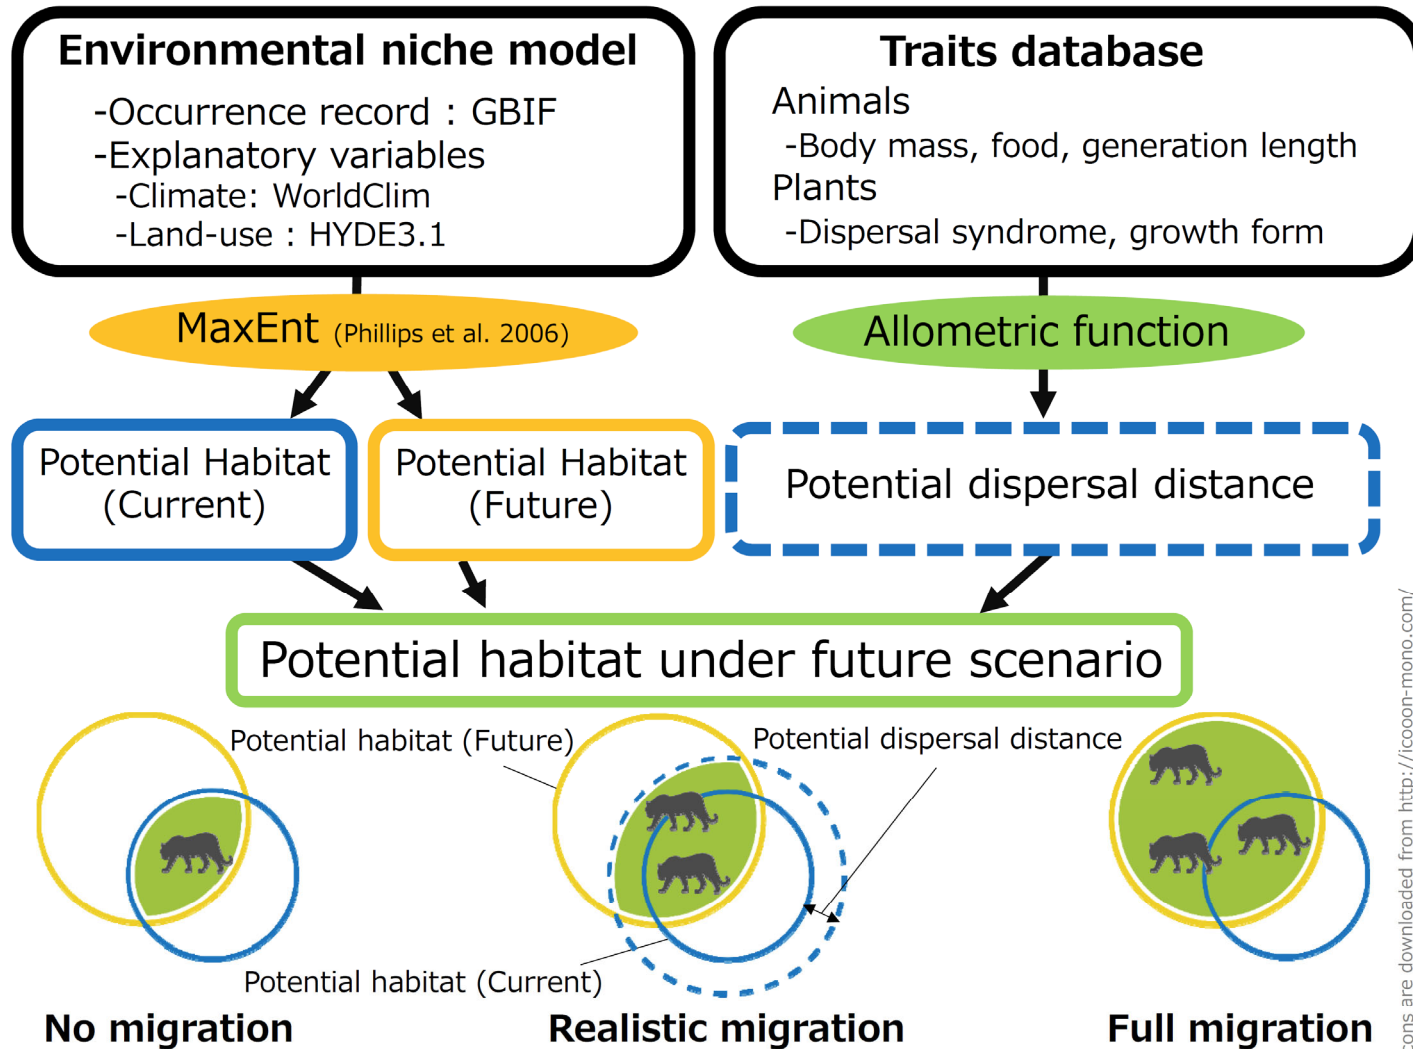 Environmental niche model
-Occurrence record : GBIF
-Explanatory variables
-Climate: WorldClim
-Land-use : HYDE3.1
Traits database
Animals
-Body mass, food, generation length
Plants
-Dispersal syndrome, growth form
MaxEnt (Phillips et al. 2006)
Allometric function
Potential Habitat
(Current)
Potential Habitat
(Future)
Potential dispersal distance
Potential habitat under future scenario
Potential habitat (Future)
Potential dispersal distance
Potential habitat (Current)
No migration
Realistic migration
Full migration
cons are downloaded from http://icooon-mono.com/